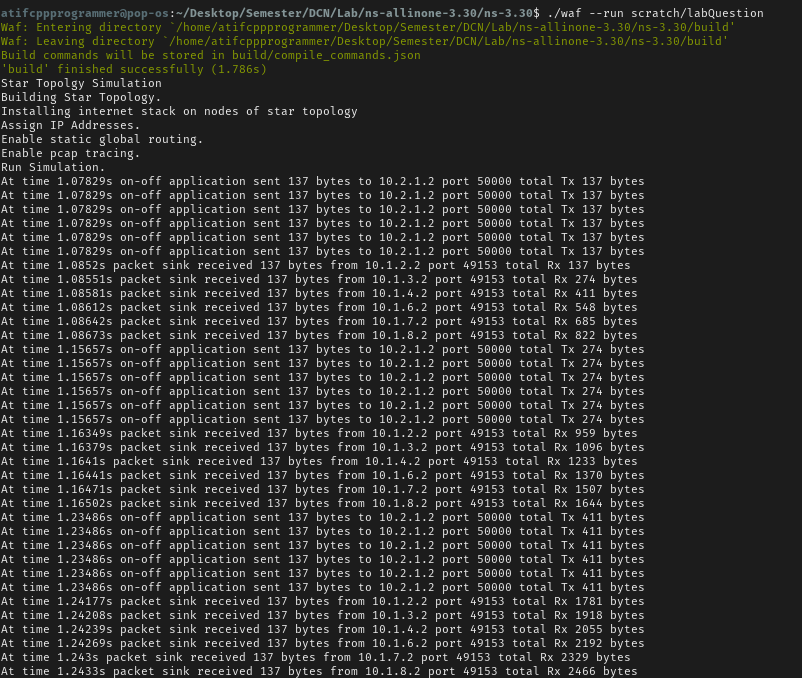 atifcppprogrammer@pop-os:~/Desktop/Semester/DCN/Lab/ns-allinone-3.30/ns-3.30$ ./waf --run scratch/labQuestion
Waf: Entering directory `/home/atifcppprogrammer/Desktop/Semester/DCN/Lab/ns-allinone-3.30/ns-3.30/build'
Waf: Leaving directory `/home/atifcppprogrammer/Desktop/Semester/DCN/Lab/ns-allinone-3.30/ns-3.30/build'
Build commands will be stored in build/compile_commands.json
'build' finished successfully (1.786s)
Star Topolgy Simulation
Building Star Topology.
Installing internet stack on nodes of star topology
Assign IP Addresses.
Enable static global routing.
Enable pcap tracing.
Run Simulation.
At time 1.07829s on-off application sent 137 bytes to 10.2.1.2 port 50000 total Tx 137 bytes
At time 1.07829s on-off application sent 137 bytes to 10.2.1.2 port 50000 total Tx 137 bytes
At time 1.07829s on-off application sent 137 bytes to 10.2.1.2 port 50000 total Tx 137 bytes
At time 1.07829s on-off application sent 137 bytes to 10.2.1.2 port 50000 total Tx 137 bytes
At time 1.07829s on-off application sent 137 bytes to 10.2.1.2 port 50000 total Tx 137 bytes
At time 1.07829s on-off application sent 137 bytes to 10.2.1.2 port 50000 total Tx 137 bytes
At time 1.0852s packet sink received 137 bytes from 10.1.2.2 port 49153 total Rx 137 bytes
At time 1.08551s packet sink received 137 bytes from 10.1.3.2 port 49153 total Rx 274 bytes
At time 1.08581s packet sink received 137 bytes from 10.1.4.2 port 49153 total Rx 411 bytes
At time 1.08612s packet sink received 137 bytes from 10.1.6.2 port 49153 total Rx 548 bytes
At time 1.08642s packet sink received 137 bytes from 10.1.7.2 port 49153 total Rx 685 bytes
At time 1.08673s packet sink received 137 bytes from 10.1.8.2 port 49153 total Rx 822 bytes
At time 1.15657s on-off application sent 137 bytes to 10.2.1.2 port 50000 total Tx 274 bytes
At time 1.15657s on-off application sent 137 bytes to 10.2.1.2 port 50000 total Tx 274 bytes
At time 1.15657s on-off application sent 137 bytes to 10.2.1.2 port 50000 total Tx 274 bytes
At time 1.15657s on-off application sent 137 bytes to 10.2.1.2 port 50000 total Tx 274 bytes
At time 1.15657s on-off application sent 137 bytes to 10.2.1.2 port 50000 total Tx 274 bytes
At time 1.15657s on-off application sent 137 bytes to 10.2.1.2 port 50000 total Tx 274 bytes
At time 1.16349s packet sink received 137 bytes from 10.1.2.2 port 49153 total Rx 959 bytes
At time 1.16379s packet sink received 137 bytes from 10.1.3.2 port 49153 total Rx 1096 bytes
At time 1.1641s packet sink received 137 bytes from 10.1.4.2 port 49153 total Rx 1233 bytes
At time 1.16441s packet sink received 137 bytes from 10.1.6.2 port 49153 total Rx 1370 bytes
At time 1.16471s packet sink received 137 bytes from 10.1.7.2 port 49153 total Rx 1507 bytes
At time 1.16502s packet sink received 137 bytes from 10.1.8.2 port 49153 total Rx 1644 bytes
At time 1.23486s on-off application sent 137 bytes to 10.2.1.2 port 50000 total Tx 411 bytes
At time 1.23486s on-off application sent 137 bytes to 10.2.1.2 port 50000 total Tx 411 bytes
At time 1.23486s on-off application sent 137 bytes to 10.2.1.2 port 50000 total Tx 411 bytes
At time 1.23486s on-off application sent 137 bytes to 10.2.1.2 port 50000 total Tx 411 bytes
At time 1.23486s on-off application sent 137 bytes to 10.2.1.2 port 50000 total Tx 411 bytes
At time 1.23486s on-off application sent 137 bytes to 10.2.1.2 port 50000 total Tx 411 bytes
At time 1.24177s packet sink received 137 bytes from 10.1.2.2 port 49153 total Rx 1781 bytes
At time 1.24208s packet sink received 137 bytes from 10.1.3.2 port 49153 total Rx 1918 bytes
At time 1.24239s packet sink received 137 bytes from 10.1.4.2 port 49153 total Rx 2055 bytes
At time 1.24269s packet sink received 137 bytes from 10.1.6.2 port 49153 total Rx 2192 bytes
At time 1.243s packet sink received 137 bytes from 10.1.7.2 port 49153 total Rx 2329 bytes
At time 1.2433s packet sink received 137 bytes from 10.1.8.2 port 49153 total Rx 2466 bytes